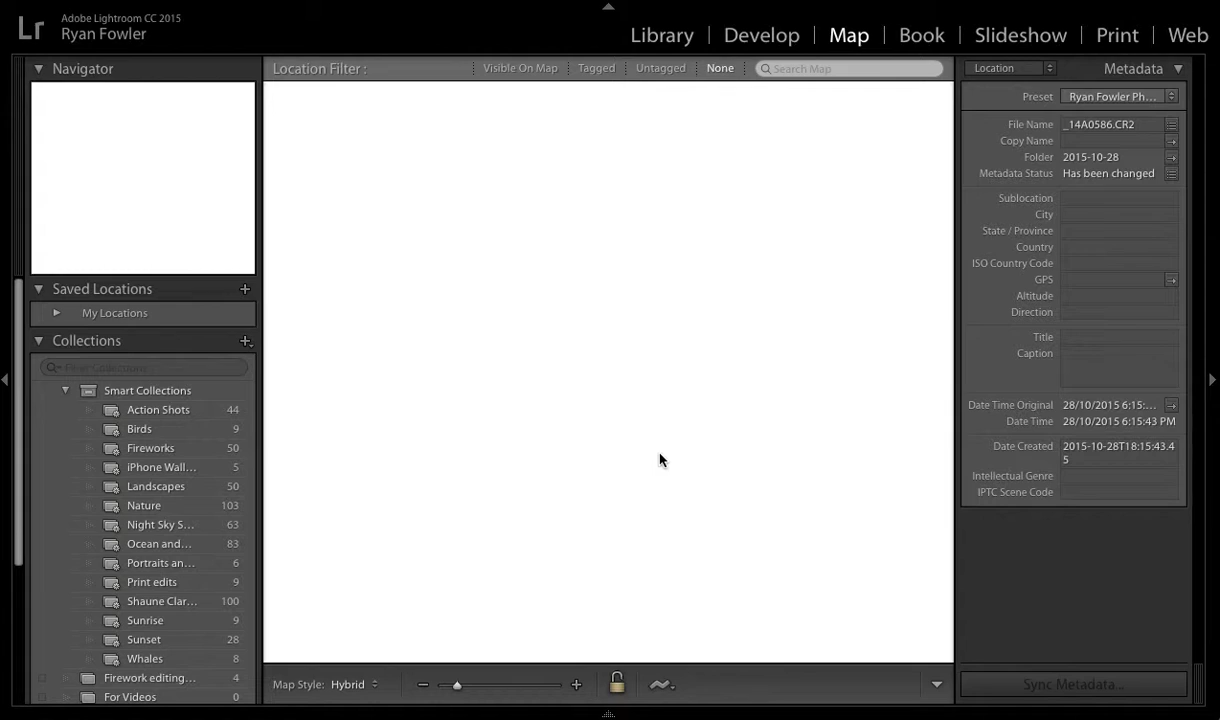 Lr
Adobe Lightroom CC 2015
Ryan Fowler
Library | Develop | Map | Book | Slideshow | Print | Web
Navigator
Location Filter : Visible On Map Tagged Untagged None Search Map
Location Metadata
Preset Ryan Fowler Ph...
File Name _14A0586.CR2
Copy Name
Folder 2015-10-28
Metadata Status Has been changed
Sublocation
City
State / Province
Country
ISO Country Code
GPS
Altitude
Direction
Title
Caption
Date Time Original 28/10/2015 6:15:...
Date Time 28/10/2015 6:15:43 PM
Date Created 2015-10-28T18:15:43.4
5
Intellectual Genre
IPTC Scene Code
Saved Locations
My Locations
Collections
Filter Collections
Smart Collections
Action Shots 44
Birds 9
Fireworks 50
iPhone Wall... 5
Landscapes 50
Nature 103
Night Sky S... 63
Ocean and... 83
Portraits an... 6
Print edits 9
Shaune Clar... 100
Sunrise 9
Sunset 28
Whales 8
Firework editing... 4
For Videos 0
Map Style: Hybrid
Sync Metadata...